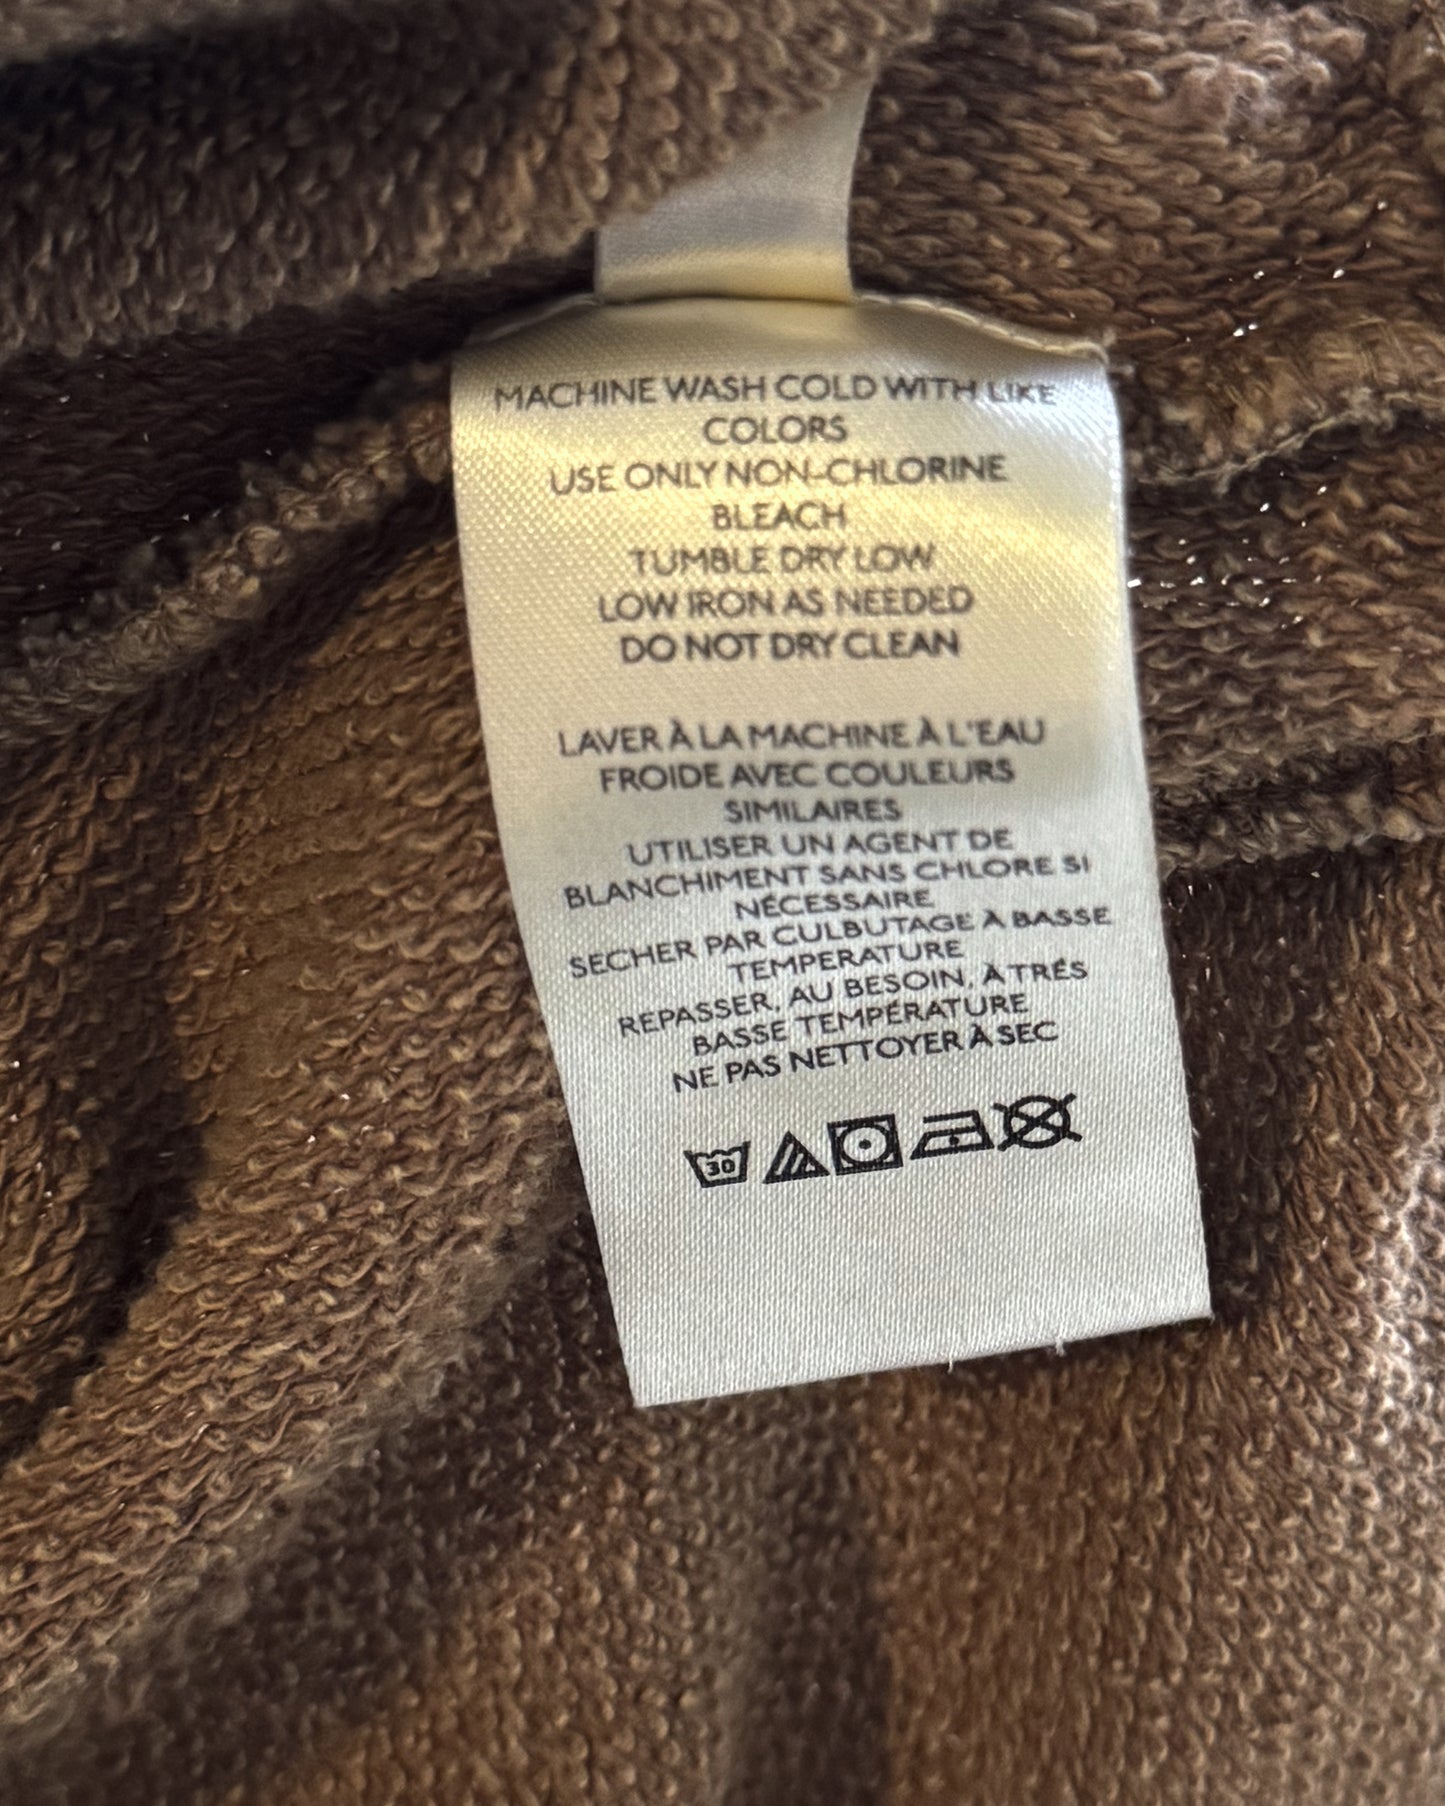 MACHINE WASH COLD WITH LIKE
COLORS
USE ONLY NON-CHLORINE
BLEACH
TUMBLE DRY LOW
LOW IRON AS NEEDED
DO NOT DRY CLEAN
LAVER À LA MACHINE À L'EAU
FROIDE AVEC COULEURS
SIMILAIRES
UTILISER UN AGENT DE
BLANCHIMENT SANS CHLORE SI
NÉCESSAIRE
SECHER PAR CULBUTAGE À BASSE
TEMPERATURE
REPASSER, AU BESOIN, À TRÉS
BASSE TEMPÉRATURE
NE PAS NETTOYER À SEC
30